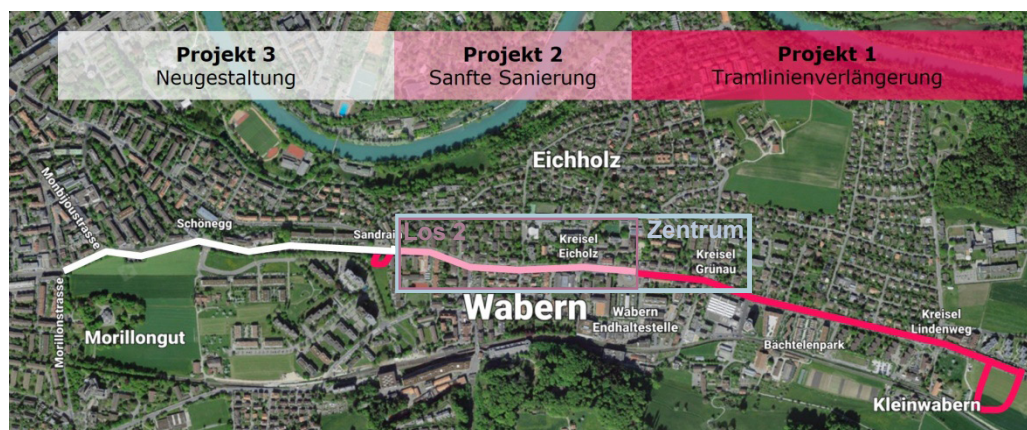 Projekt 3
Neugestaltung
Projekt 2
Sanfte Sanierung
Projekt 1
Tramlinienverlängerung
Eichholz
Monbijoustrasse
Schönegg
Sandrain
Los 2
= Zentrum
Kreisel
Eichholz
Kreisel
Grünau
Morillonstrasse
Morillongut
Wabern
Wabern
Endhaltestelle
Bächtelenpark
Kreisel
Lindenweg
Kleinwabern